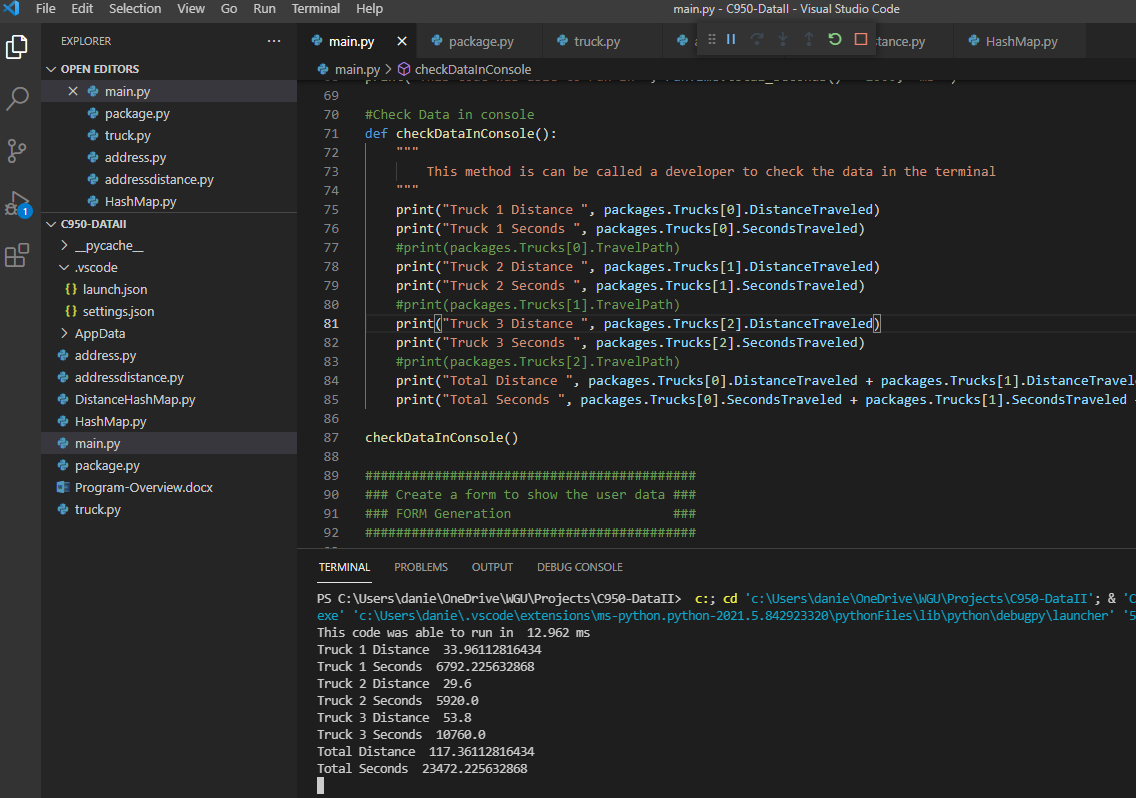 File Edit Selection View Go Run Terminal Help main.py - C950-DataII - Visual Studio Code
EXPLORER ···
OPEN EDITORS
main.py
package.py
truck.py
address.py
addressdistance.py
HashMap.py
1
C950-DATAII
__pycache__
.vscode
{} launch.json
{} settings.json
AppData
address.py
addressdistance.py
DistanceHashMap.py
HashMap.py
main.py
package.py
Program-Overview.docx
truck.py
main.py package.py truck.py a stance.py HashMap.py
main.py > checkDataInConsole
69
70 #Check Data in console
71 def checkDataInConsole():
72 """
73 This method is can be called a developer to check the data in the terminal
74 """
75 print("Truck 1 Distance ", packages.Trucks[0].DistanceTraveled)
76 print("Truck 1 Seconds ", packages.Trucks[0].SecondsTraveled)
77 #print(packages.Trucks[0].TravelPath)
78 print("Truck 2 Distance ", packages.Trucks[1].DistanceTraveled)
79 print("Truck 2 Seconds ", packages.Trucks[1].SecondsTraveled)
80 #print(packages.Trucks[1].TravelPath)
81 print("Truck 3 Distance ", packages.Trucks[2].DistanceTraveled)
82 print("Truck 3 Seconds ", packages.Trucks[2].SecondsTraveled)
83 #print(packages.Trucks[2].TravelPath)
84 print("Total Distance ", packages.Trucks[0].DistanceTraveled + packages.Trucks[1].DistanceTravel
85 print("Total Seconds ", packages.Trucks[0].SecondsTraveled + packages.Trucks[1].SecondsTraveled
86
87 checkDataInConsole()
88
89 ###########################################
90 ### Create a form to show the user data ###
91 ### FORM Generation ###
92 ###########################################
TERMINAL PROBLEMS OUTPUT DEBUG CONSOLE
PS C:\Users\danie\OneDrive\WGU\Projects\C950-DataII> c:; cd 'c:\Users\danie\OneDrive\WGU\Projects\C950-DataII'; & 'C
exe' 'c:\Users\danie\.vscode\extensions\ms-python.python-2021.5.842923320\pythonFiles\lib\python\debugpy\launcher' '5
This code was able to run in  12.962 ms
Truck 1 Distance  33.96112816434
Truck 1 Seconds  6792.225632868
Truck 2 Distance  29.6
Truck 2 Seconds  5920.0
Truck 3 Distance  53.8
Truck 3 Seconds  10760.0
Total Distance  117.36112816434
Total Seconds  23472.225632868